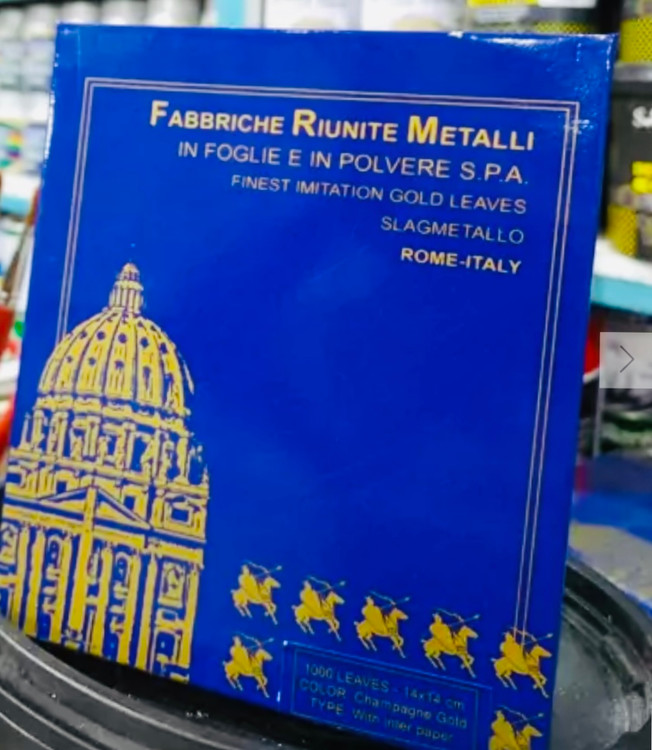 FABBRICHE RIUNITE METALLI
IN FOGLIE E IN POLVERE S.P.A.
FINEST IMITATION GOLD LEAVES
SLAGMETALLO
ROME-ITALY
1000 LEAVES - 14x14 cm
COLOR: Champagne Gold
TYPE: With inter paper